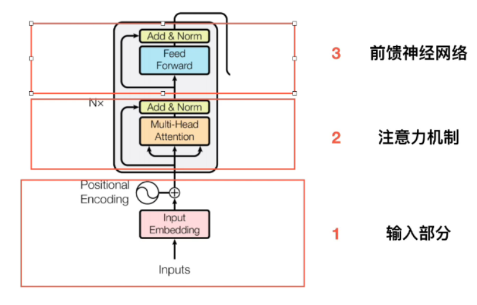 Add & Norm
Feed
Forward
3 前馈神经网络
N×
Add & Norm
Multi-Head
Attention
2 注意力机制
Positional
Encoding
Input
Embedding
1 输入部分
Inputs